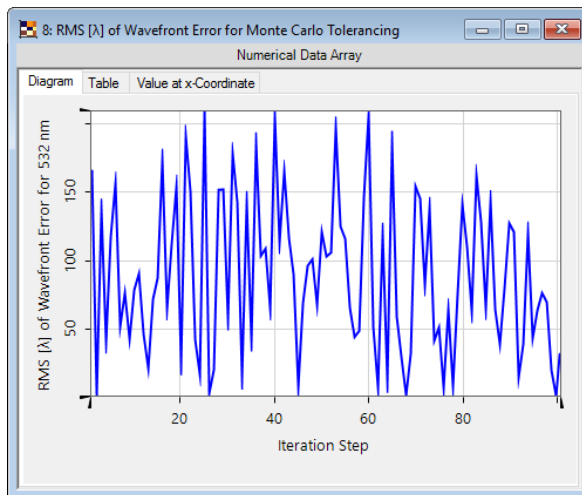 8: RMS [λ] of Wavefront Error for Monte Carlo Tolerancing
Numerical Data Array
Diagram Table Value at x-Coordinate
RMS [λ] of Wavefront Error for 532 nm
150
100
50
20 40 60 80
Iteration Step